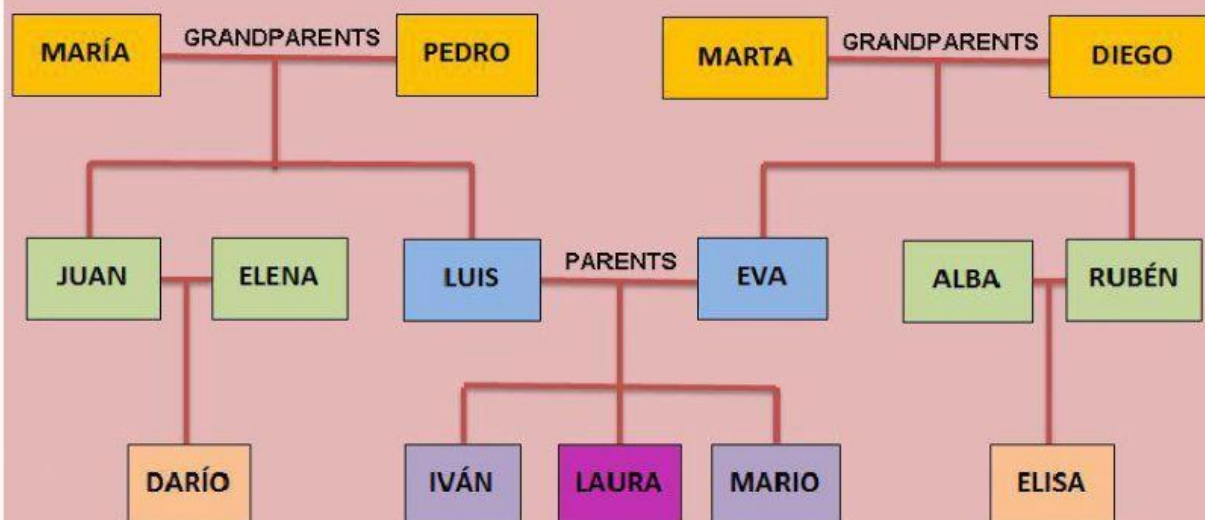 MARÍA GRANDPARENTS PEDRO MARTA GRANDPARENTS DIEGO
JUAN ELENA LUIS PARENTS EVA ALBA RUBÉN
DARÍO IVÁN LAURA MARIO ELISA